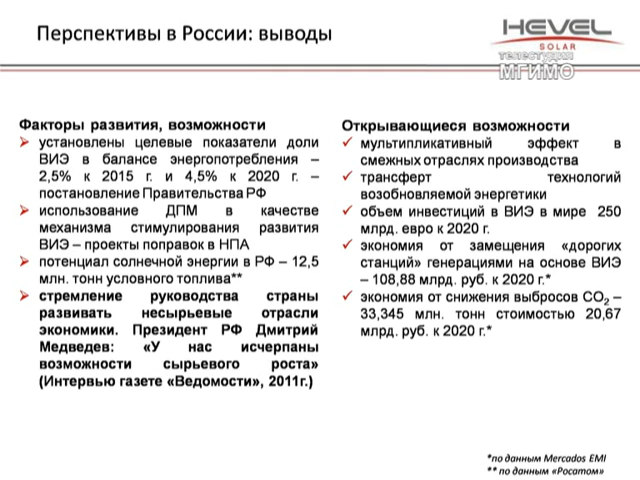 Перспективы в России: выводы
HEVEL
SOLAR
телестудия
МГИМО
Факторы развития, возможности
установлены целевые показатели доли
ВИЭ в балансе энергопотребления –
2,5% к 2015 г. и 4,5% к 2020 г. –
постановление Правительства РФ
использование ДПМ в качестве
механизма стимулирования развития
ВИЭ – проекты поправок в НПА
потенциал солнечной энергии в РФ – 12,5
млн. тонн условного топлива**
стремление руководства страны
развивать несырьевые отрасли
экономики. Президент РФ Дмитрий
Медведев: «У нас исчерпаны
возможности сырьевого роста»
(Интервью газете «Ведомости», 2011г.)
Открывающиеся возможности
мультипликативный эффект в
смежных отраслях производства
трансферт технологий
возобновляемой энергетики
объем инвестиций в ВИЭ в мире 250
млрд. евро к 2020 г.
экономия от замещения «дорогих
станций» генерациями на основе ВИЭ
– 108,88 млрд. руб. к 2020 г.*
экономия от снижения выбросов CO₂ –
33,345 млн. тонн стоимостью 20,67
млрд. руб. к 2020 г.*
*по данным Mercados EMI
** по данным «Росатом»